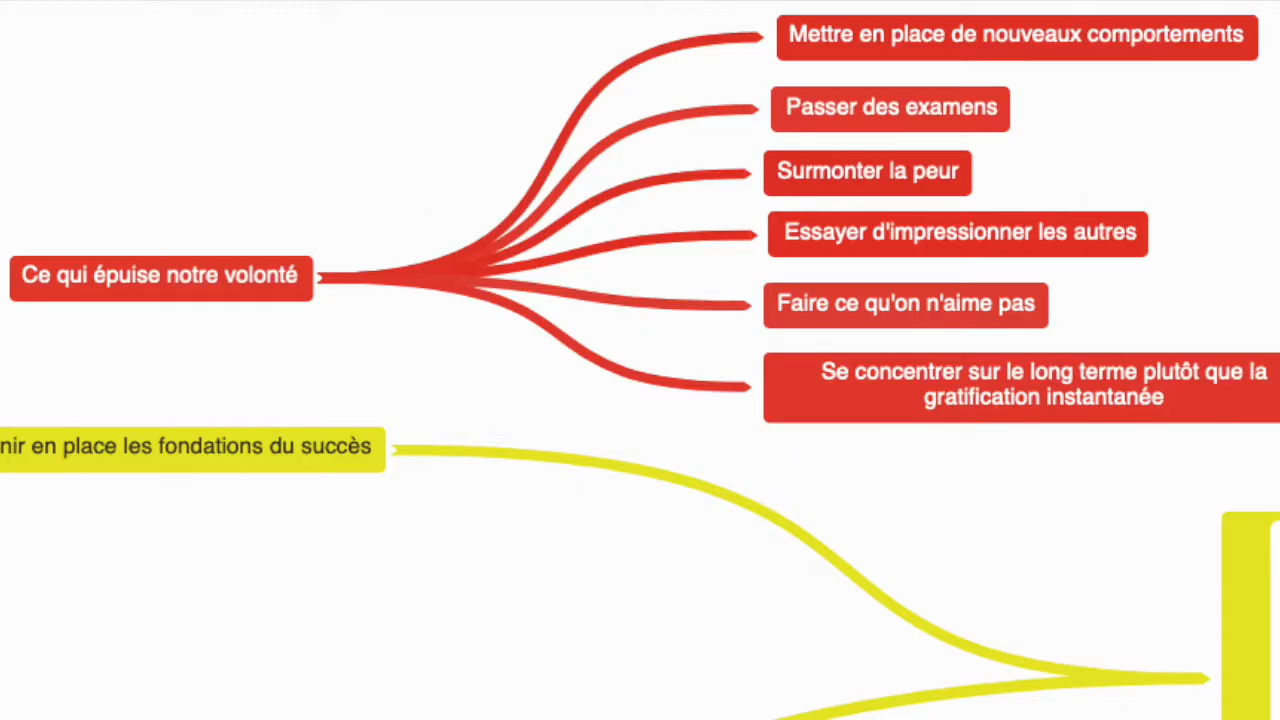 Mettre en place de nouveaux comportements
Passer des examens
Surmonter la peur
Essayer d'impressionner les autres
Ce qui épuise notre volonté
Faire ce qu'on n'aime pas
Se concentrer sur le long terme plutôt que la
gratification instantanée
en place les fondations du succès